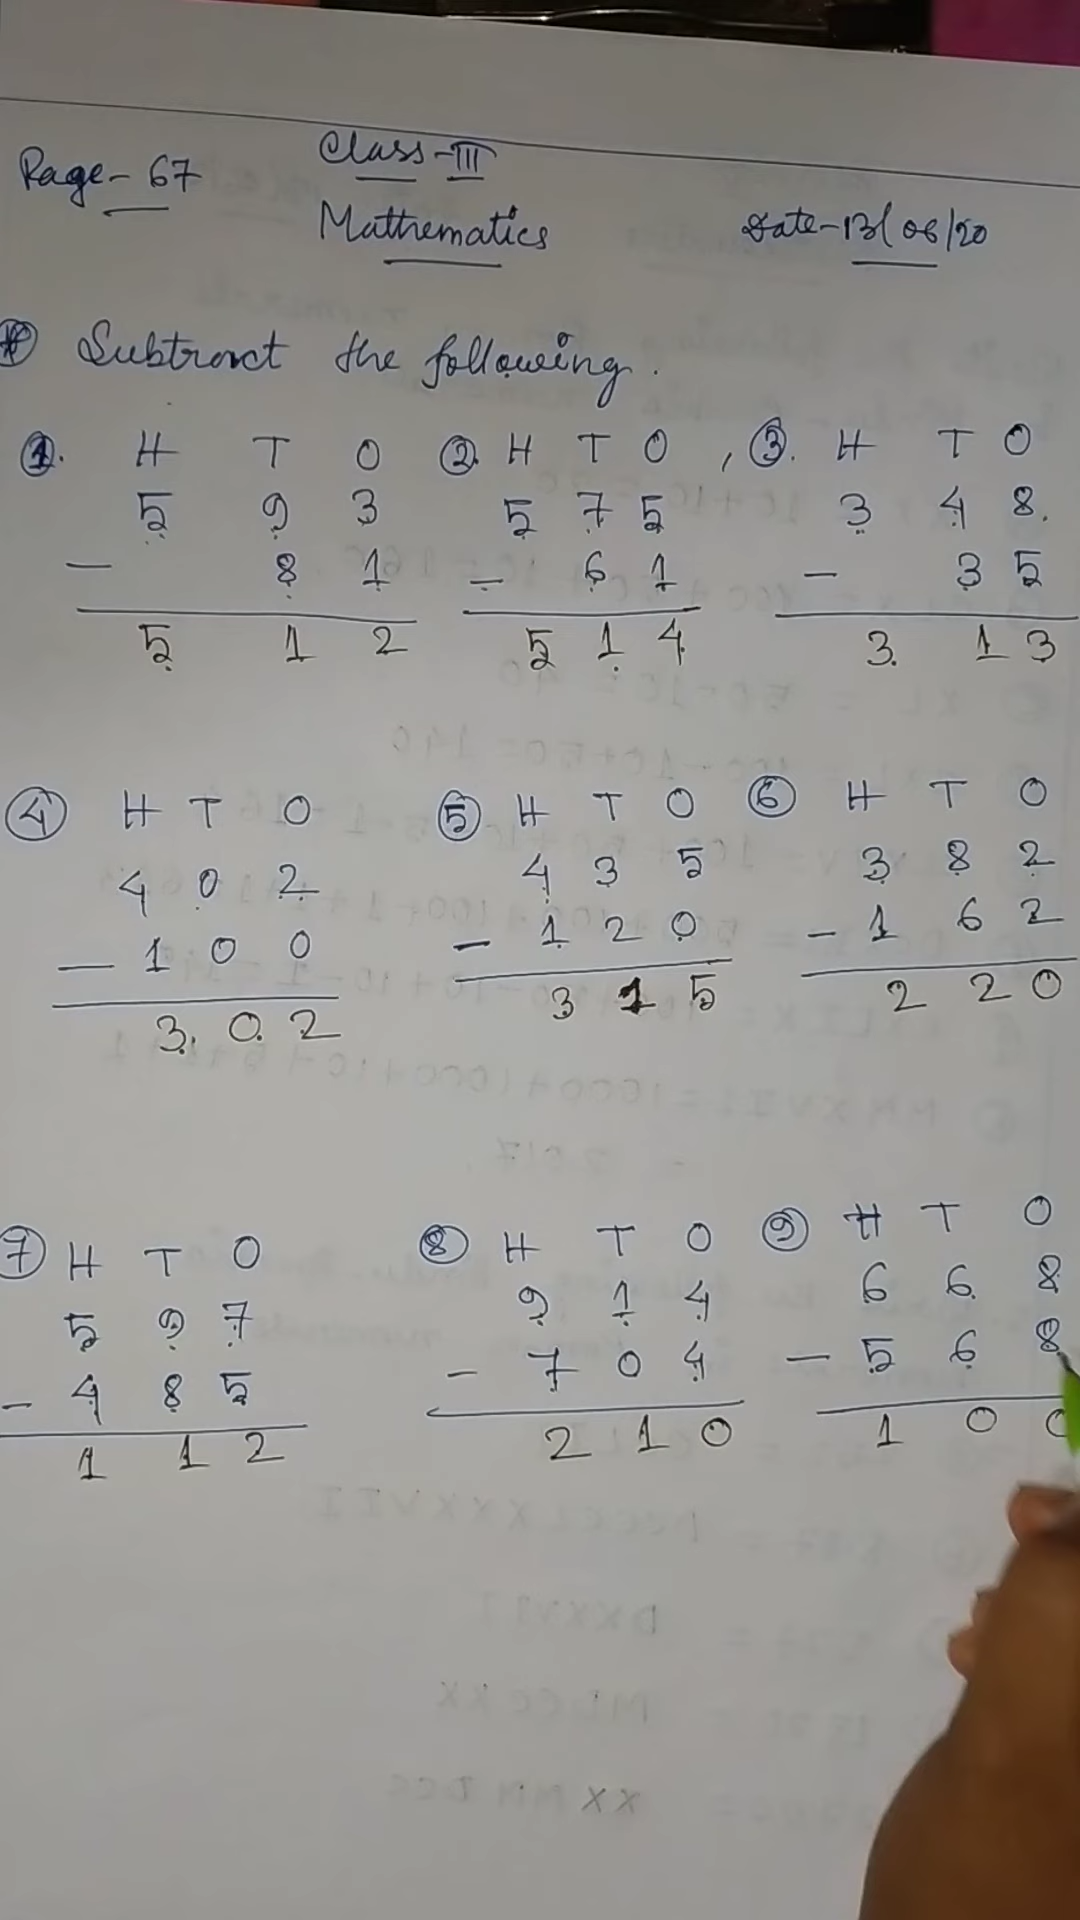 Page-67 Class-III
Mathematics Date-13/06/20
Subtract the following.
1. H T O 2. H T O , 3. H T O
5 9 3 5 7 5 3 4 8.
- 8 1 - 6 1 - 3 5
5 1 2 5 1 4 3. 1 3
4 H T O 5 H T O 6 H T O
4 0 2 4 3 5 3 8 2
- 1 0 0 - 1 2 0 - 1 6 2
3. 0. 2 3 1 5 2 2 0
7 H T O 8 H T O 9 H T O
5 9 7 9 1 4 6 6 8
- 4 8 5 - 7 0 4 - 5 6 8
1 1 2 2 1 0 1 0 0